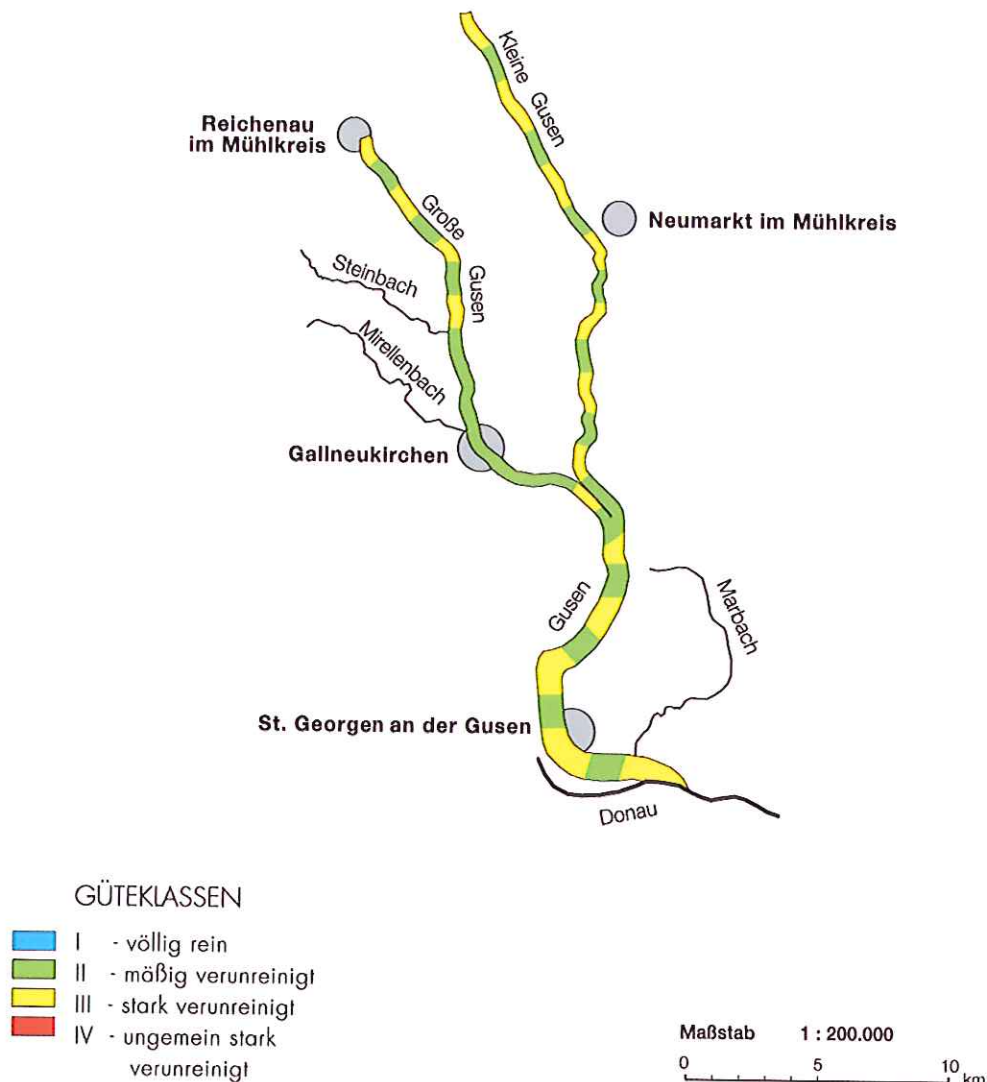 Kleine Gusen
Reichenau
im Mühlkreis
Große Gusen
Neumarkt im Mühlkreis
Steinbach
Mirellenbach
Gallneukirchen
Gusen
Marbach
St. Georgen an der Gusen
Donau
GÜTEKLASSEN
I - völlig rein
II - mäßig verunreinigt
III - stark verunreinigt
IV - ungemein stark
verunreinigt
Maßstab 1 : 200.000
0 5 10 km